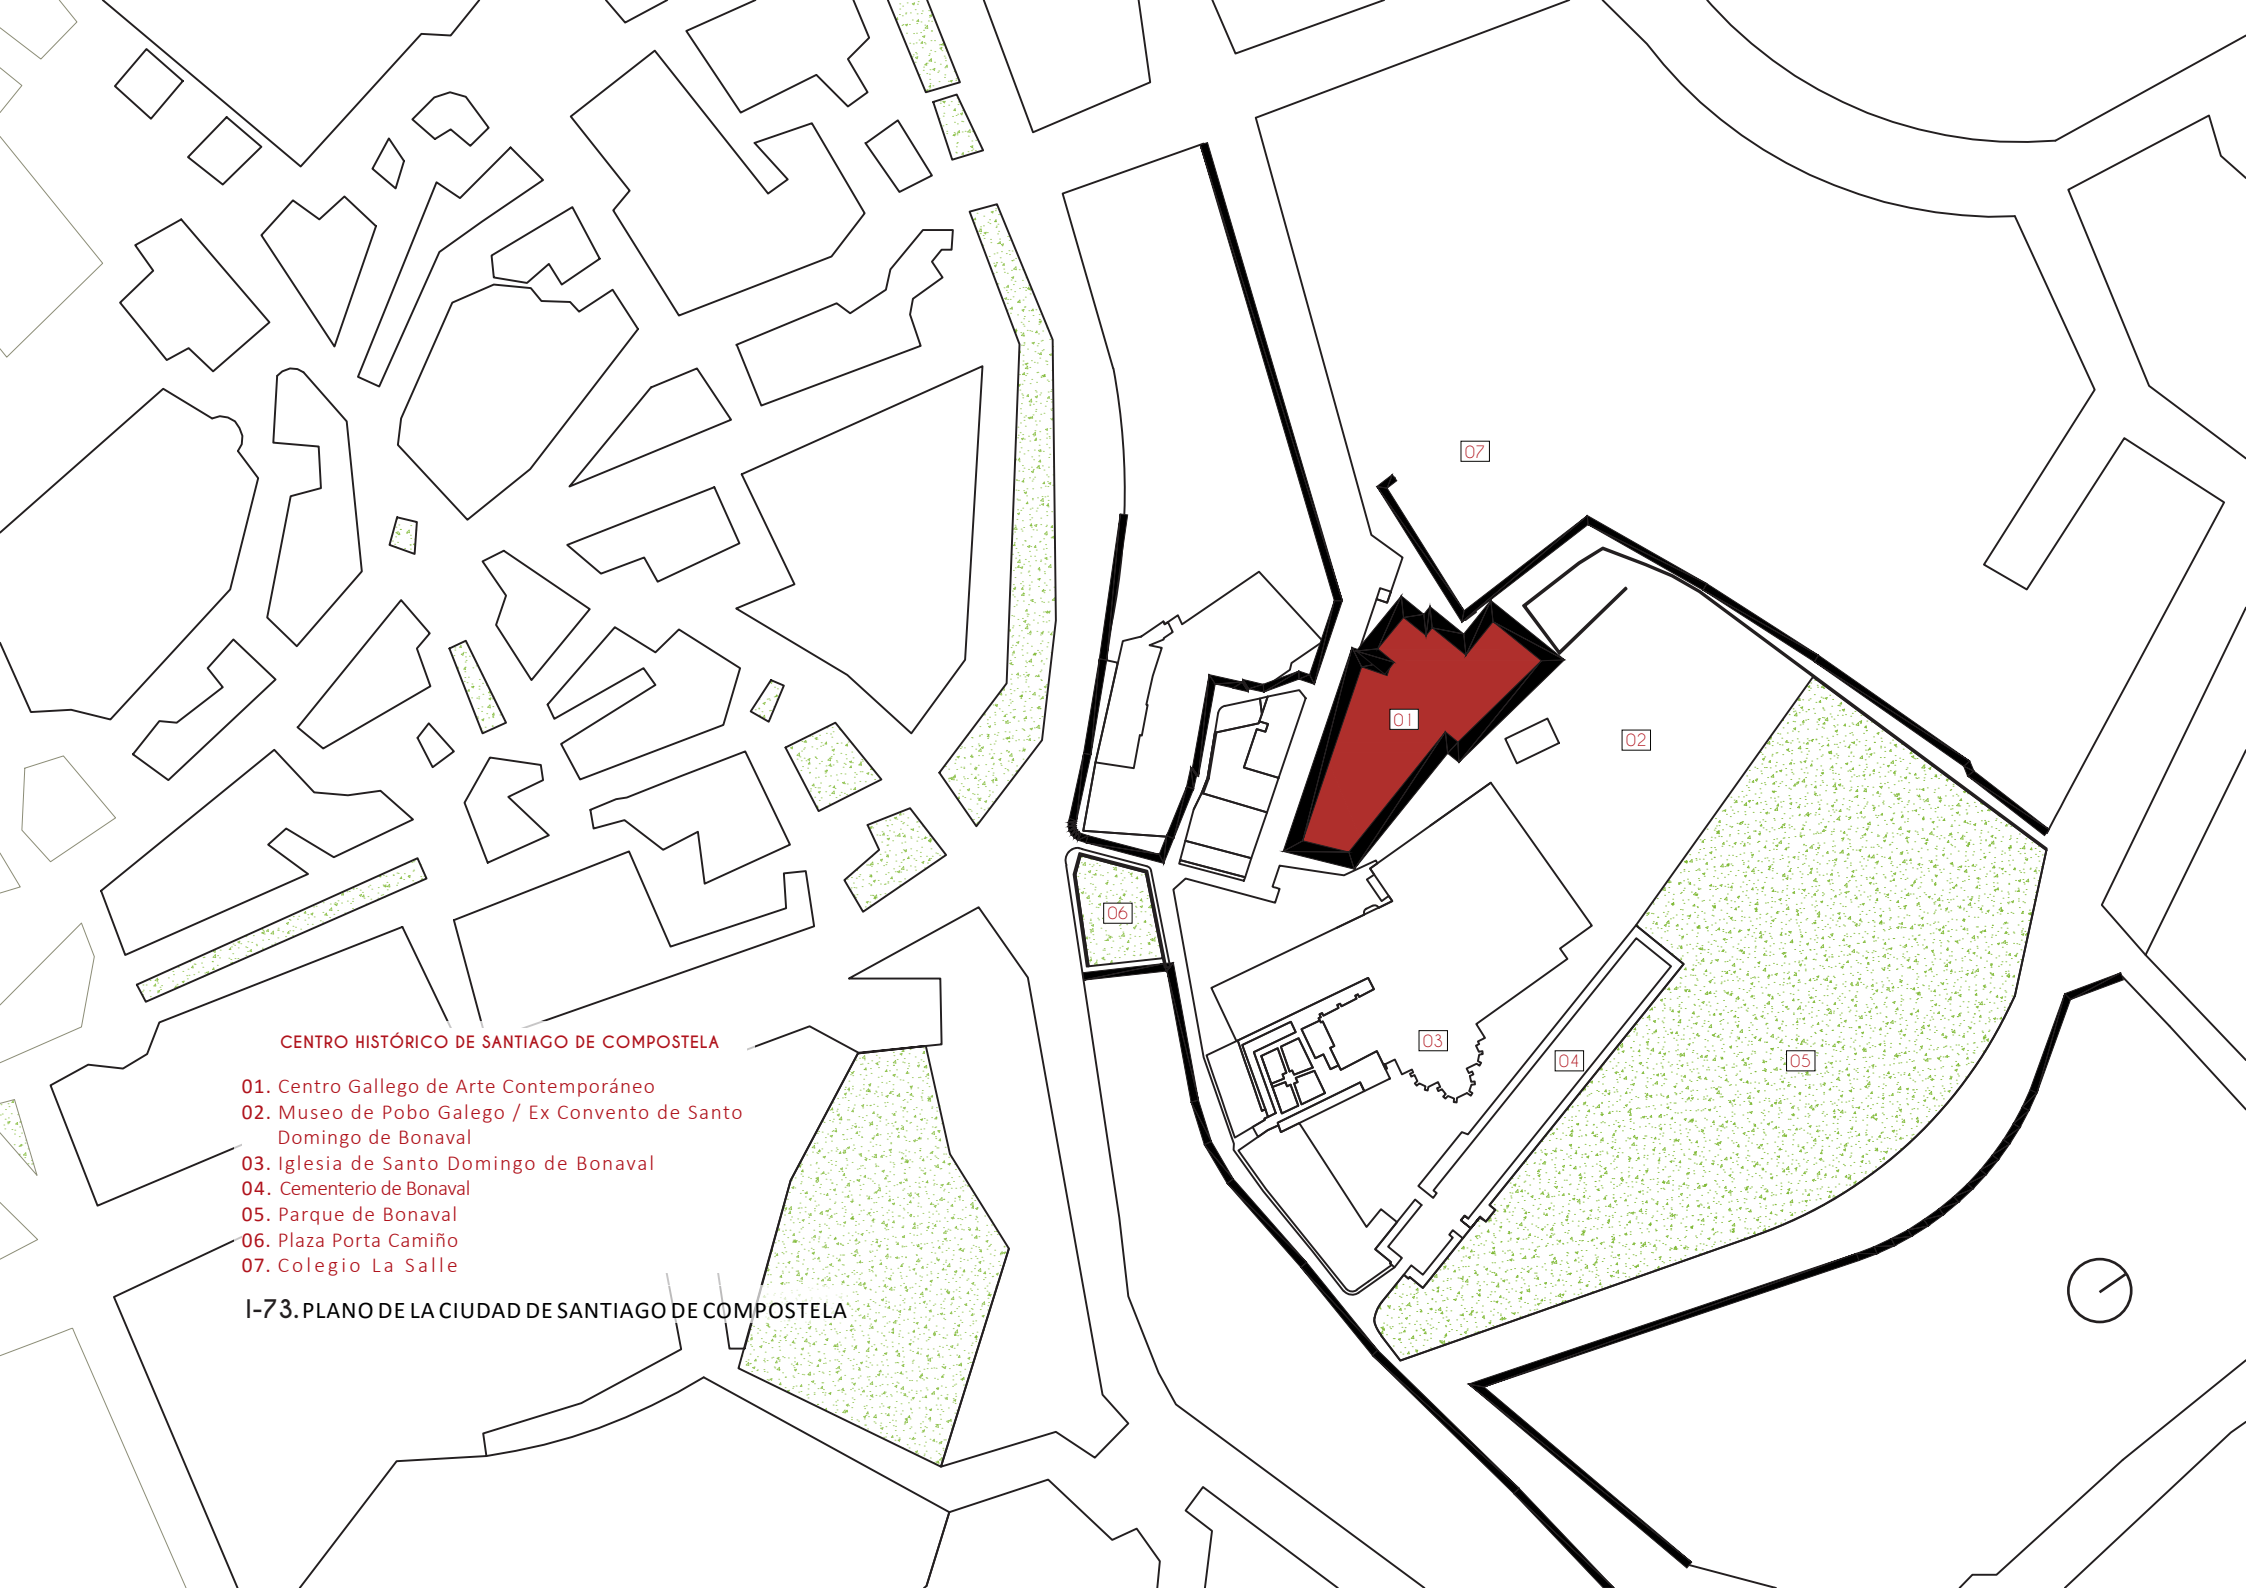 07
01
02
06
03
04
05
CENTRO HISTÓRICO DE SANTIAGO DE COMPOSTELA
01. Centro Gallego de Arte Contemporáneo
02. Museo de Pobo Galego / Ex Convento de Santo
Domingo de Bonaval
03. Iglesia de Santo Domingo de Bonaval
04. Cementerio de Bonaval
05. Parque de Bonaval
06. Plaza Porta Camiño
07. Colegio La Salle
I-73. PLANO DE LA CIUDAD DE SANTIAGO DE COMPOSTELA